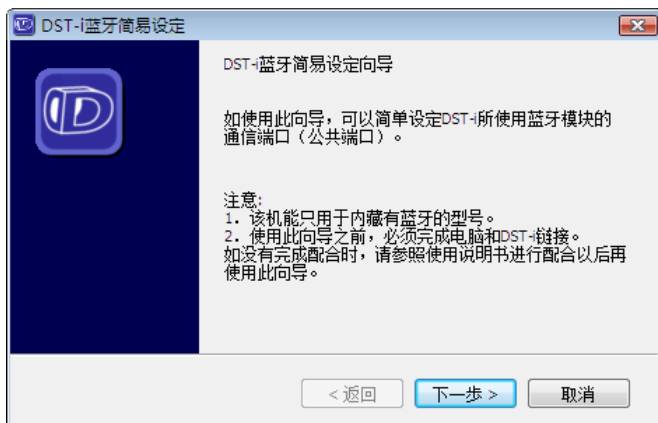 DST-i蓝牙简易设定
DST-i蓝牙简易设定向导
如使用此向导，可以简单设定DST-i所使用蓝牙模块的
通信端口（公共端口）。
注意:
1. 该机能只用于内藏有蓝牙的型号。
2. 使用此向导之前，必须完成电脑和DST-i链接。
如没有完成配合时，请参照使用说明书进行配合以后再
使用此向导。
< 返回
下一歩 >
取消